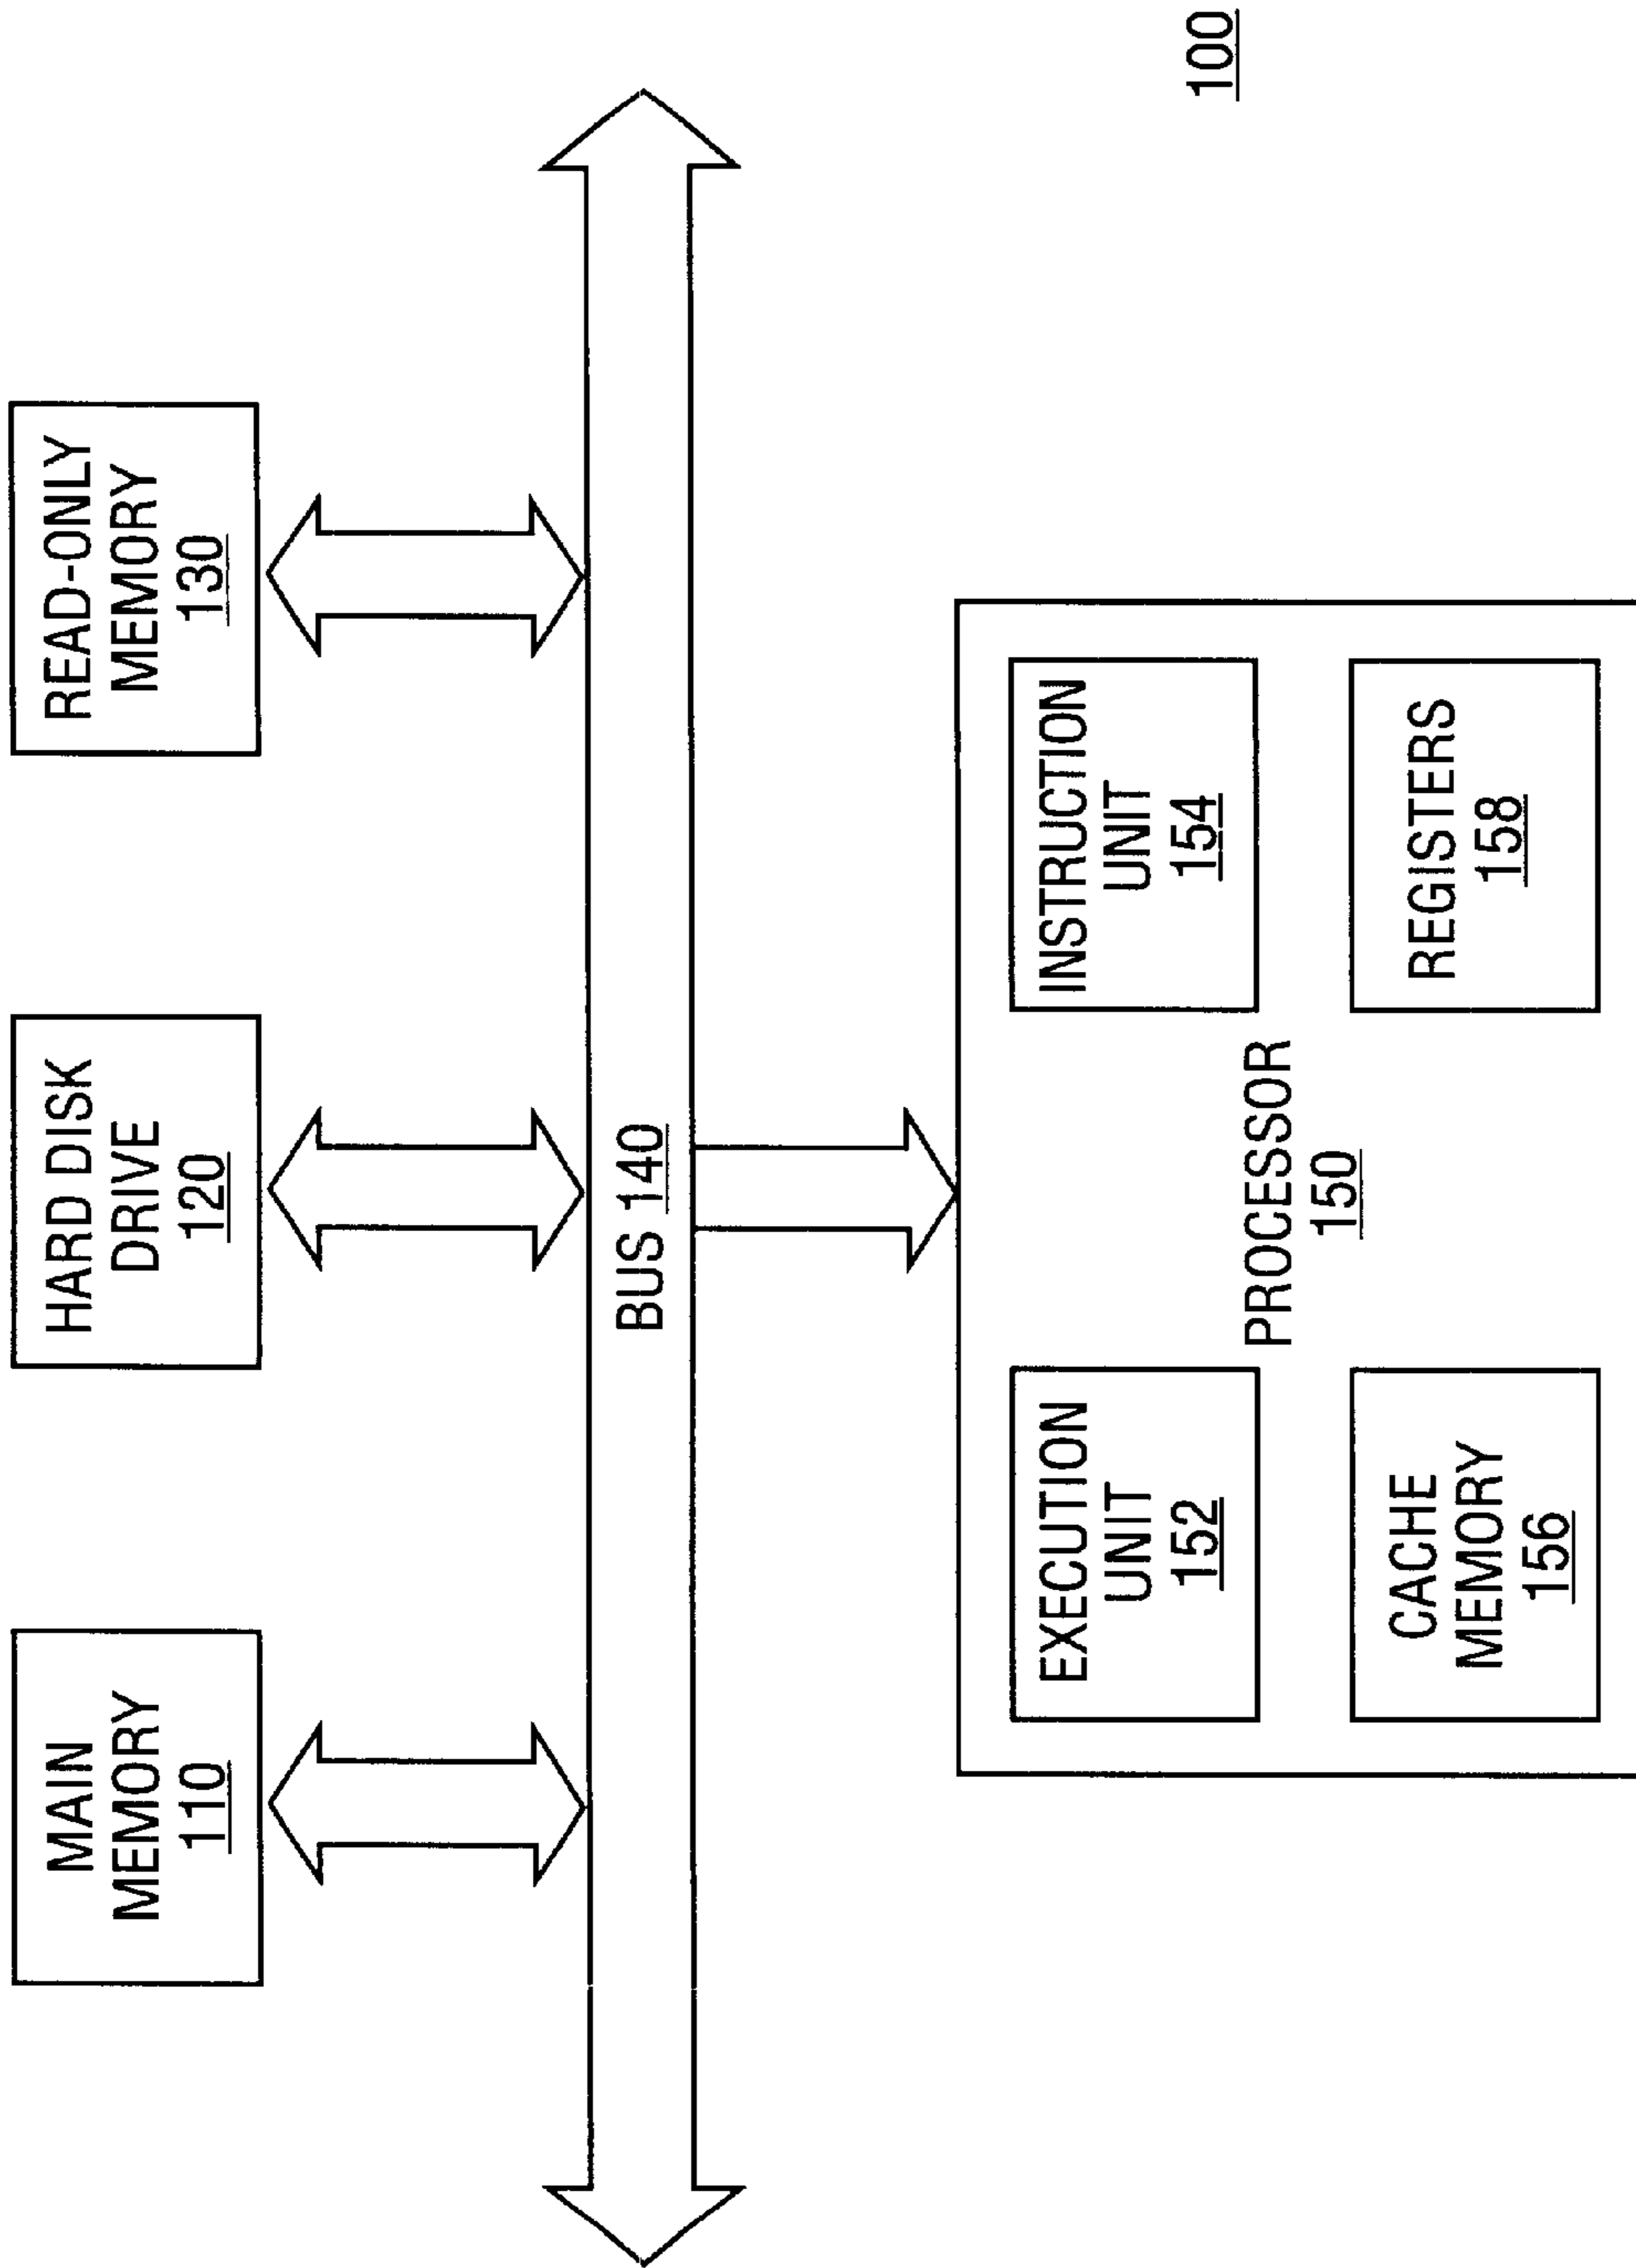 MAIN
MEMORY
110
HARD DISK
DRIVE
120
READ-ONLY
MEMORY
130
BUS 140
EXECUTION
UNIT
152
INSTRUCTION
UNIT
154
PROCESSOR
150
CACHE
MEMORY
156
REGISTERS
158
100